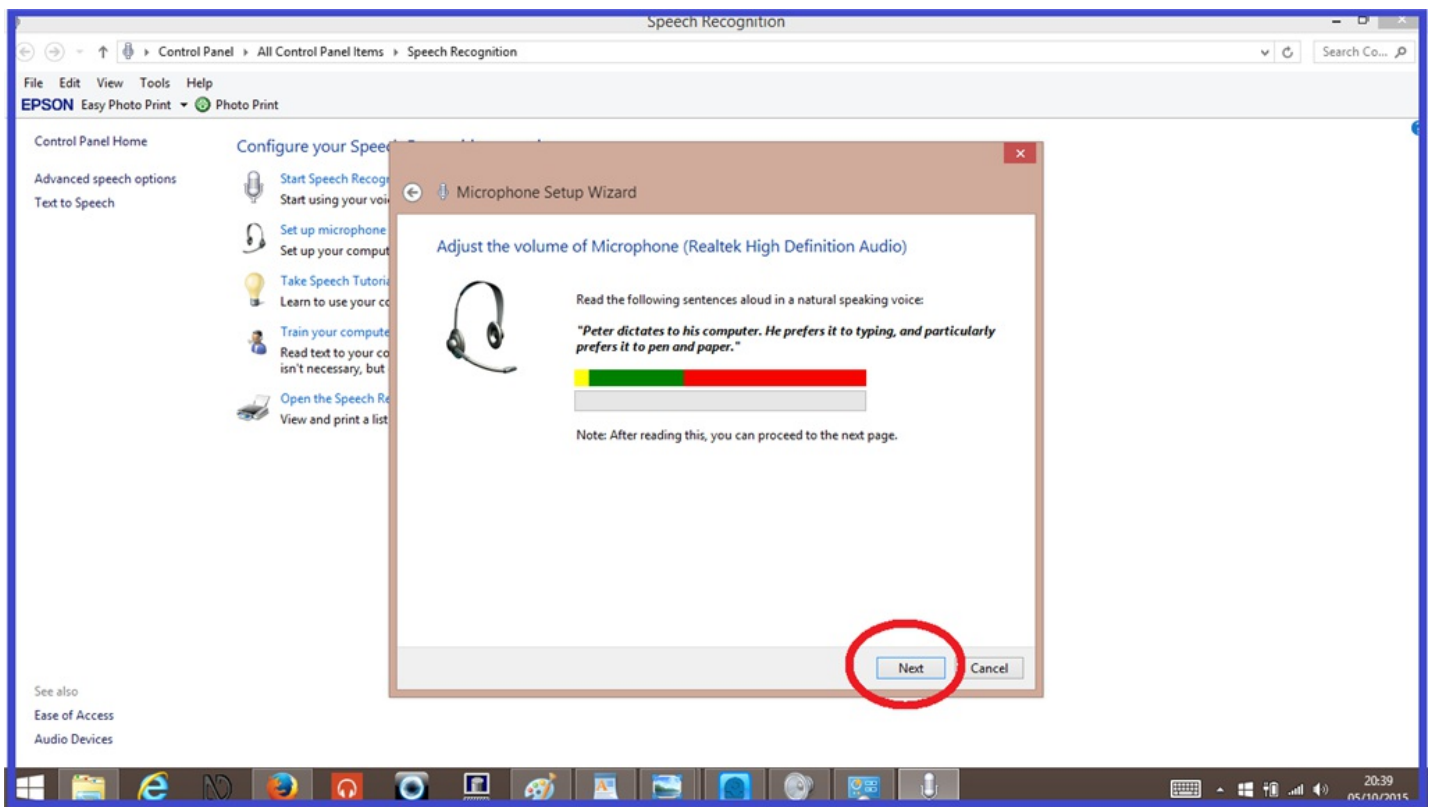 Speech Recognition
Control Panel All Control Panel Items Speech Recognition
Search Co...
File Edit View Tools Help
EPSON Easy Photo Print Photo Print
Control Panel Home
Advanced speech options
Text to Speech
Configure your Speec
Start Speech Recogn
Start using your voi
Set up microphone
Set up your comput
Take Speech Tutoria
Learn to use your co
Train your compute
Read text to your co
isn't necessary, but
Open the Speech Re
View and print a list
Microphone Setup Wizard
Adjust the volume of Microphone (Realtek High Definition Audio)
Read the following sentences aloud in a natural speaking voice:
"Peter dictates to his computer. He prefers it to typing, and particularly
prefers it to pen and paper."
Note: After reading this, you can proceed to the next page.
Next Cancel
See also
Ease of Access
Audio Devices
20:39
05/10/2015